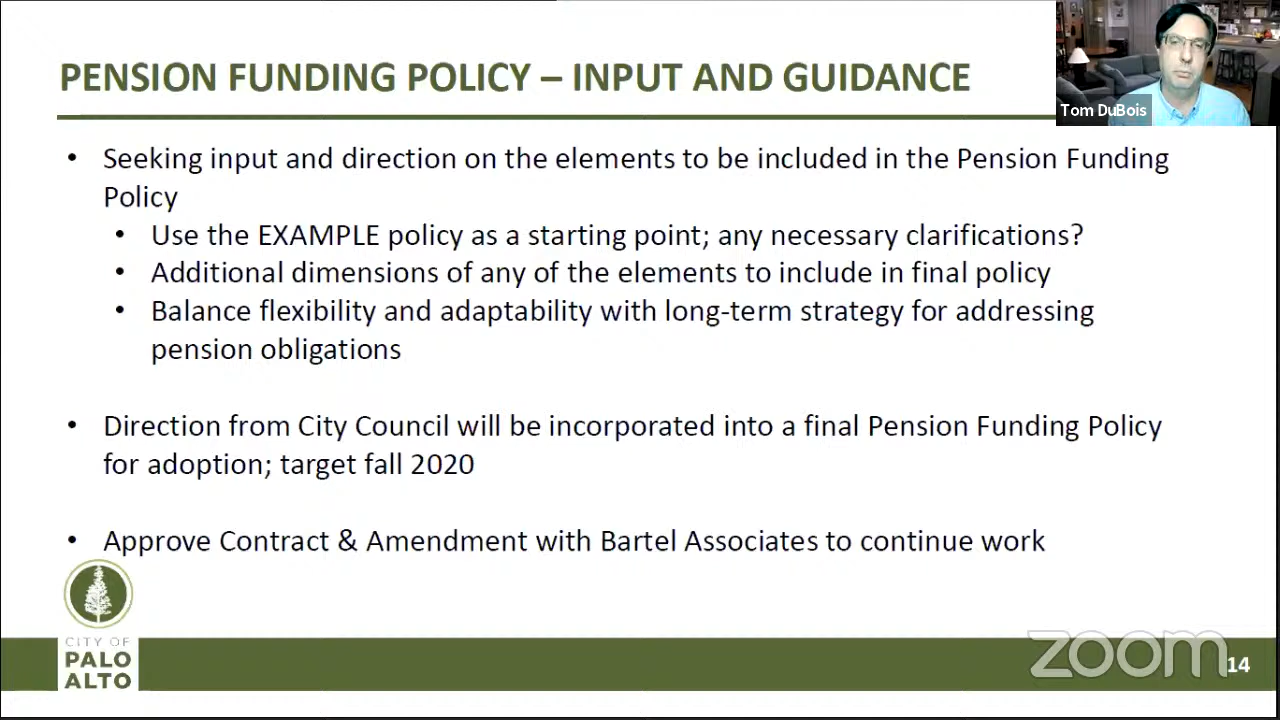 PENSION FUNDING POLICY – INPUT AND GUIDANCE
Tom DuBois
• Seeking input and direction on the elements to be included in the Pension Funding
Policy
• Use the EXAMPLE policy as a starting point; any necessary clarifications?
• Additional dimensions of any of the elements to include in final policy
• Balance flexibility and adaptability with long-term strategy for addressing
pension obligations
• Direction from City Council will be incorporated into a final Pension Funding Policy
for adoption; target fall 2020
• Approve Contract & Amendment with Bartel Associates to continue work
CITY OF
PALO
ALTO
zoom
14